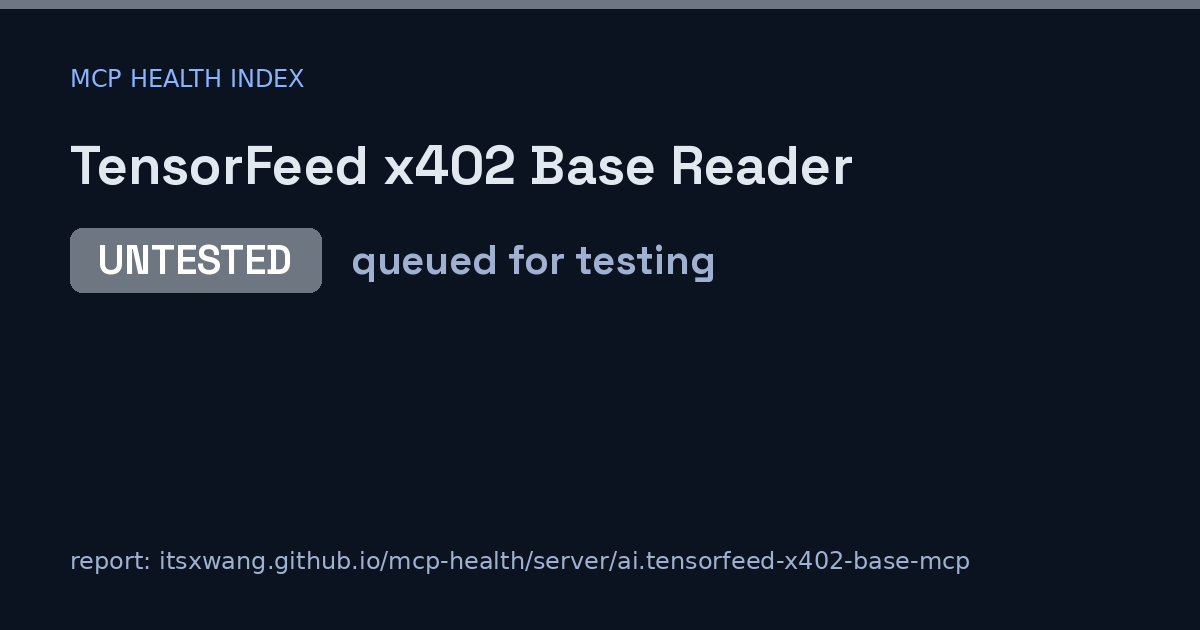 MCP HEALTH INDEX
TensorFeed x402 Base Reader
UNTESTED queued for testing
report: itsxwang.github.io/mcp-health/server/ai.tensorfeed-x402-base-mcp